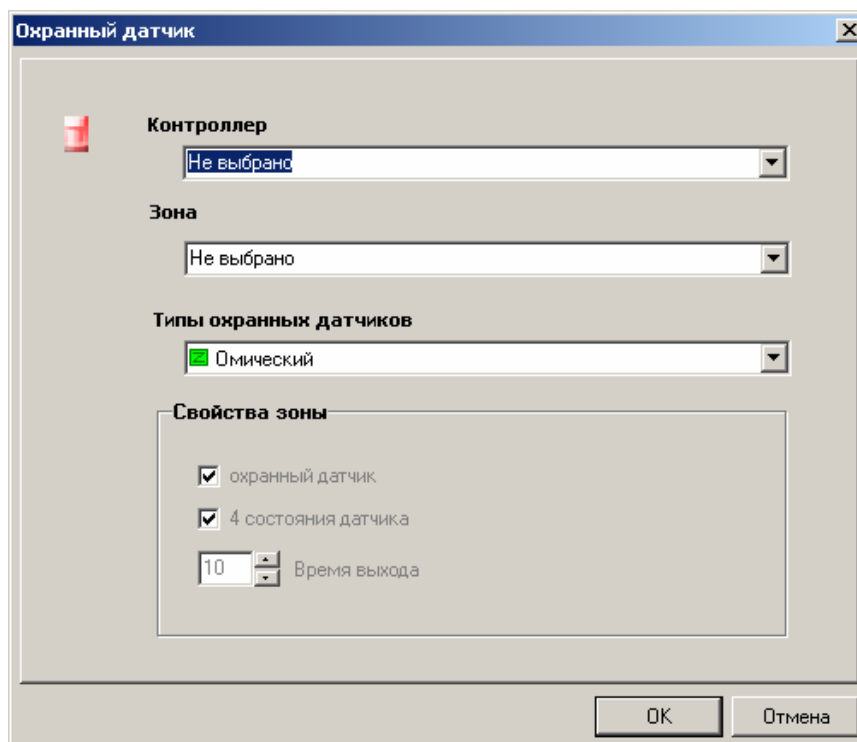 Охранный датчик
Контроллер
Не выбрано
Зона
Не выбрано
Типы охранных датчиков
Омический
Свойства зоны
охранный датчик
4 состояния датчика
10 Время выхода
OK Отмена